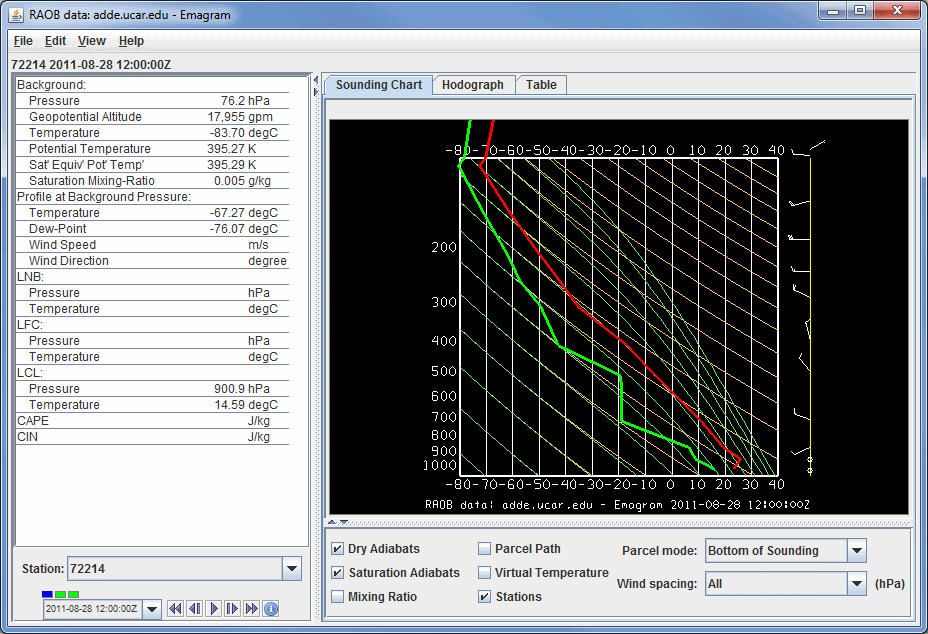 RAOB data: adde.ucar.edu - Emagram
File Edit View Help
72214 2011-08-28 12:00:00Z
Background:
Pressure 76.2 hPa
Geopotential Altitude 17,955 gpm
Temperature -83.70 degC
Potential Temperature 395.27 K
Sat' Equiv' Pot' Temp' 395.29 K
Saturation Mixing-Ratio 0.005 g/kg
Profile at Background Pressure:
Temperature -67.27 degC
Dew-Point -76.07 degC
Wind Speed m/s
Wind Direction degree
LNB:
Pressure hPa
Temperature degC
LFC:
Pressure hPa
Temperature degC
LCL:
Pressure 900.9 hPa
Temperature 14.59 degC
CAPE J/kg
CIN J/kg
Station: 72214
2011-08-28 12:00:00Z
Sounding Chart Hodograph Table
-80 -70 -60 -50 -40 -30 -20 -10 0 10 20 30 40
200
300
400
500
600
700
800
900
1000
-80 -70 -60 -50 -40 -30 -20 -10 0 10 20 30 40
RAOB data: adde.ucar.edu - Emagram 2011-08-28 12:00:00Z
Dry Adiabats Parcel Path Parcel mode: Bottom of Sounding
Saturation Adiabats Virtual Temperature Wind spacing: All (hPa)
Mixing Ratio Stations